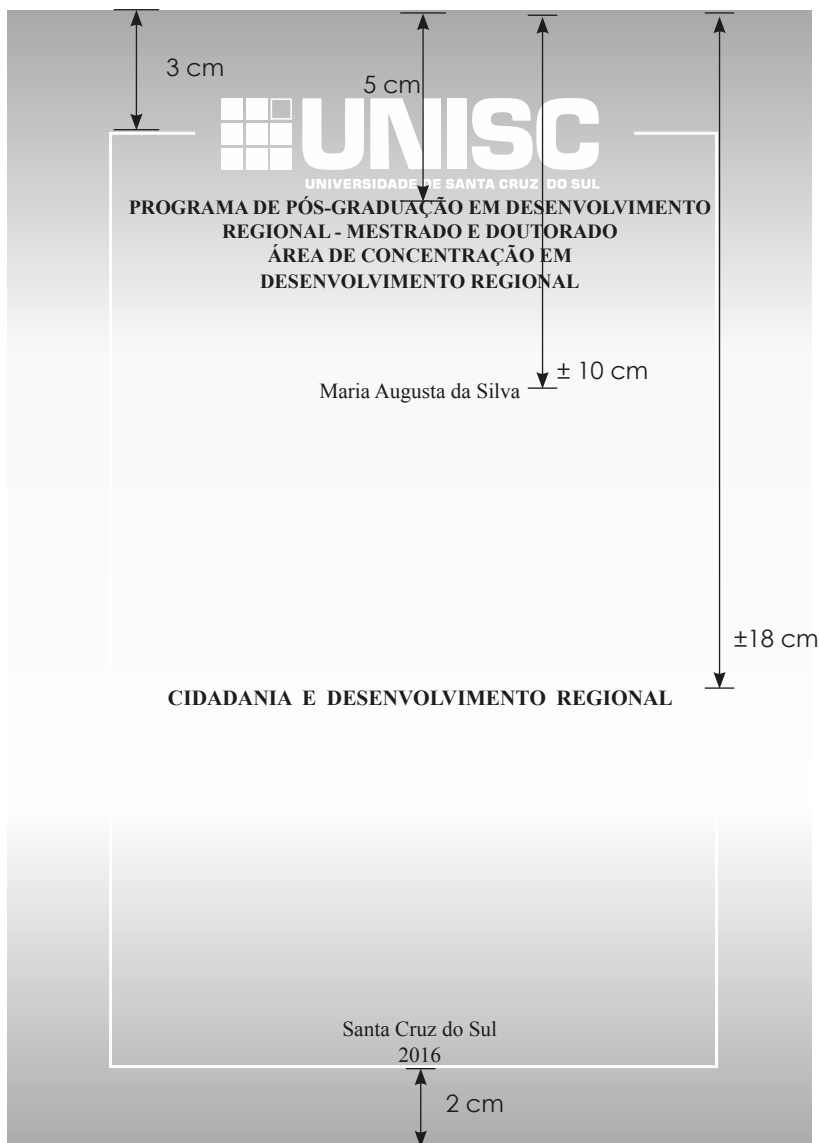 3 cm
5 cm
UNISC
UNIVERSIDADE DE SANTA CRUZ DO SUL
PROGRAMA DE PÓS-GRADUAÇÃO EM DESENVOLVIMENTO
REGIONAL - MESTRADO E DOUTORADO
ÁREA DE CONCENTRAÇÃO EM
DESENVOLVIMENTO REGIONAL
± 10 cm
Maria Augusta da Silva
±18 cm
CIDADANIA E DESENVOLVIMENTO REGIONAL
Santa Cruz do Sul
2016
2 cm